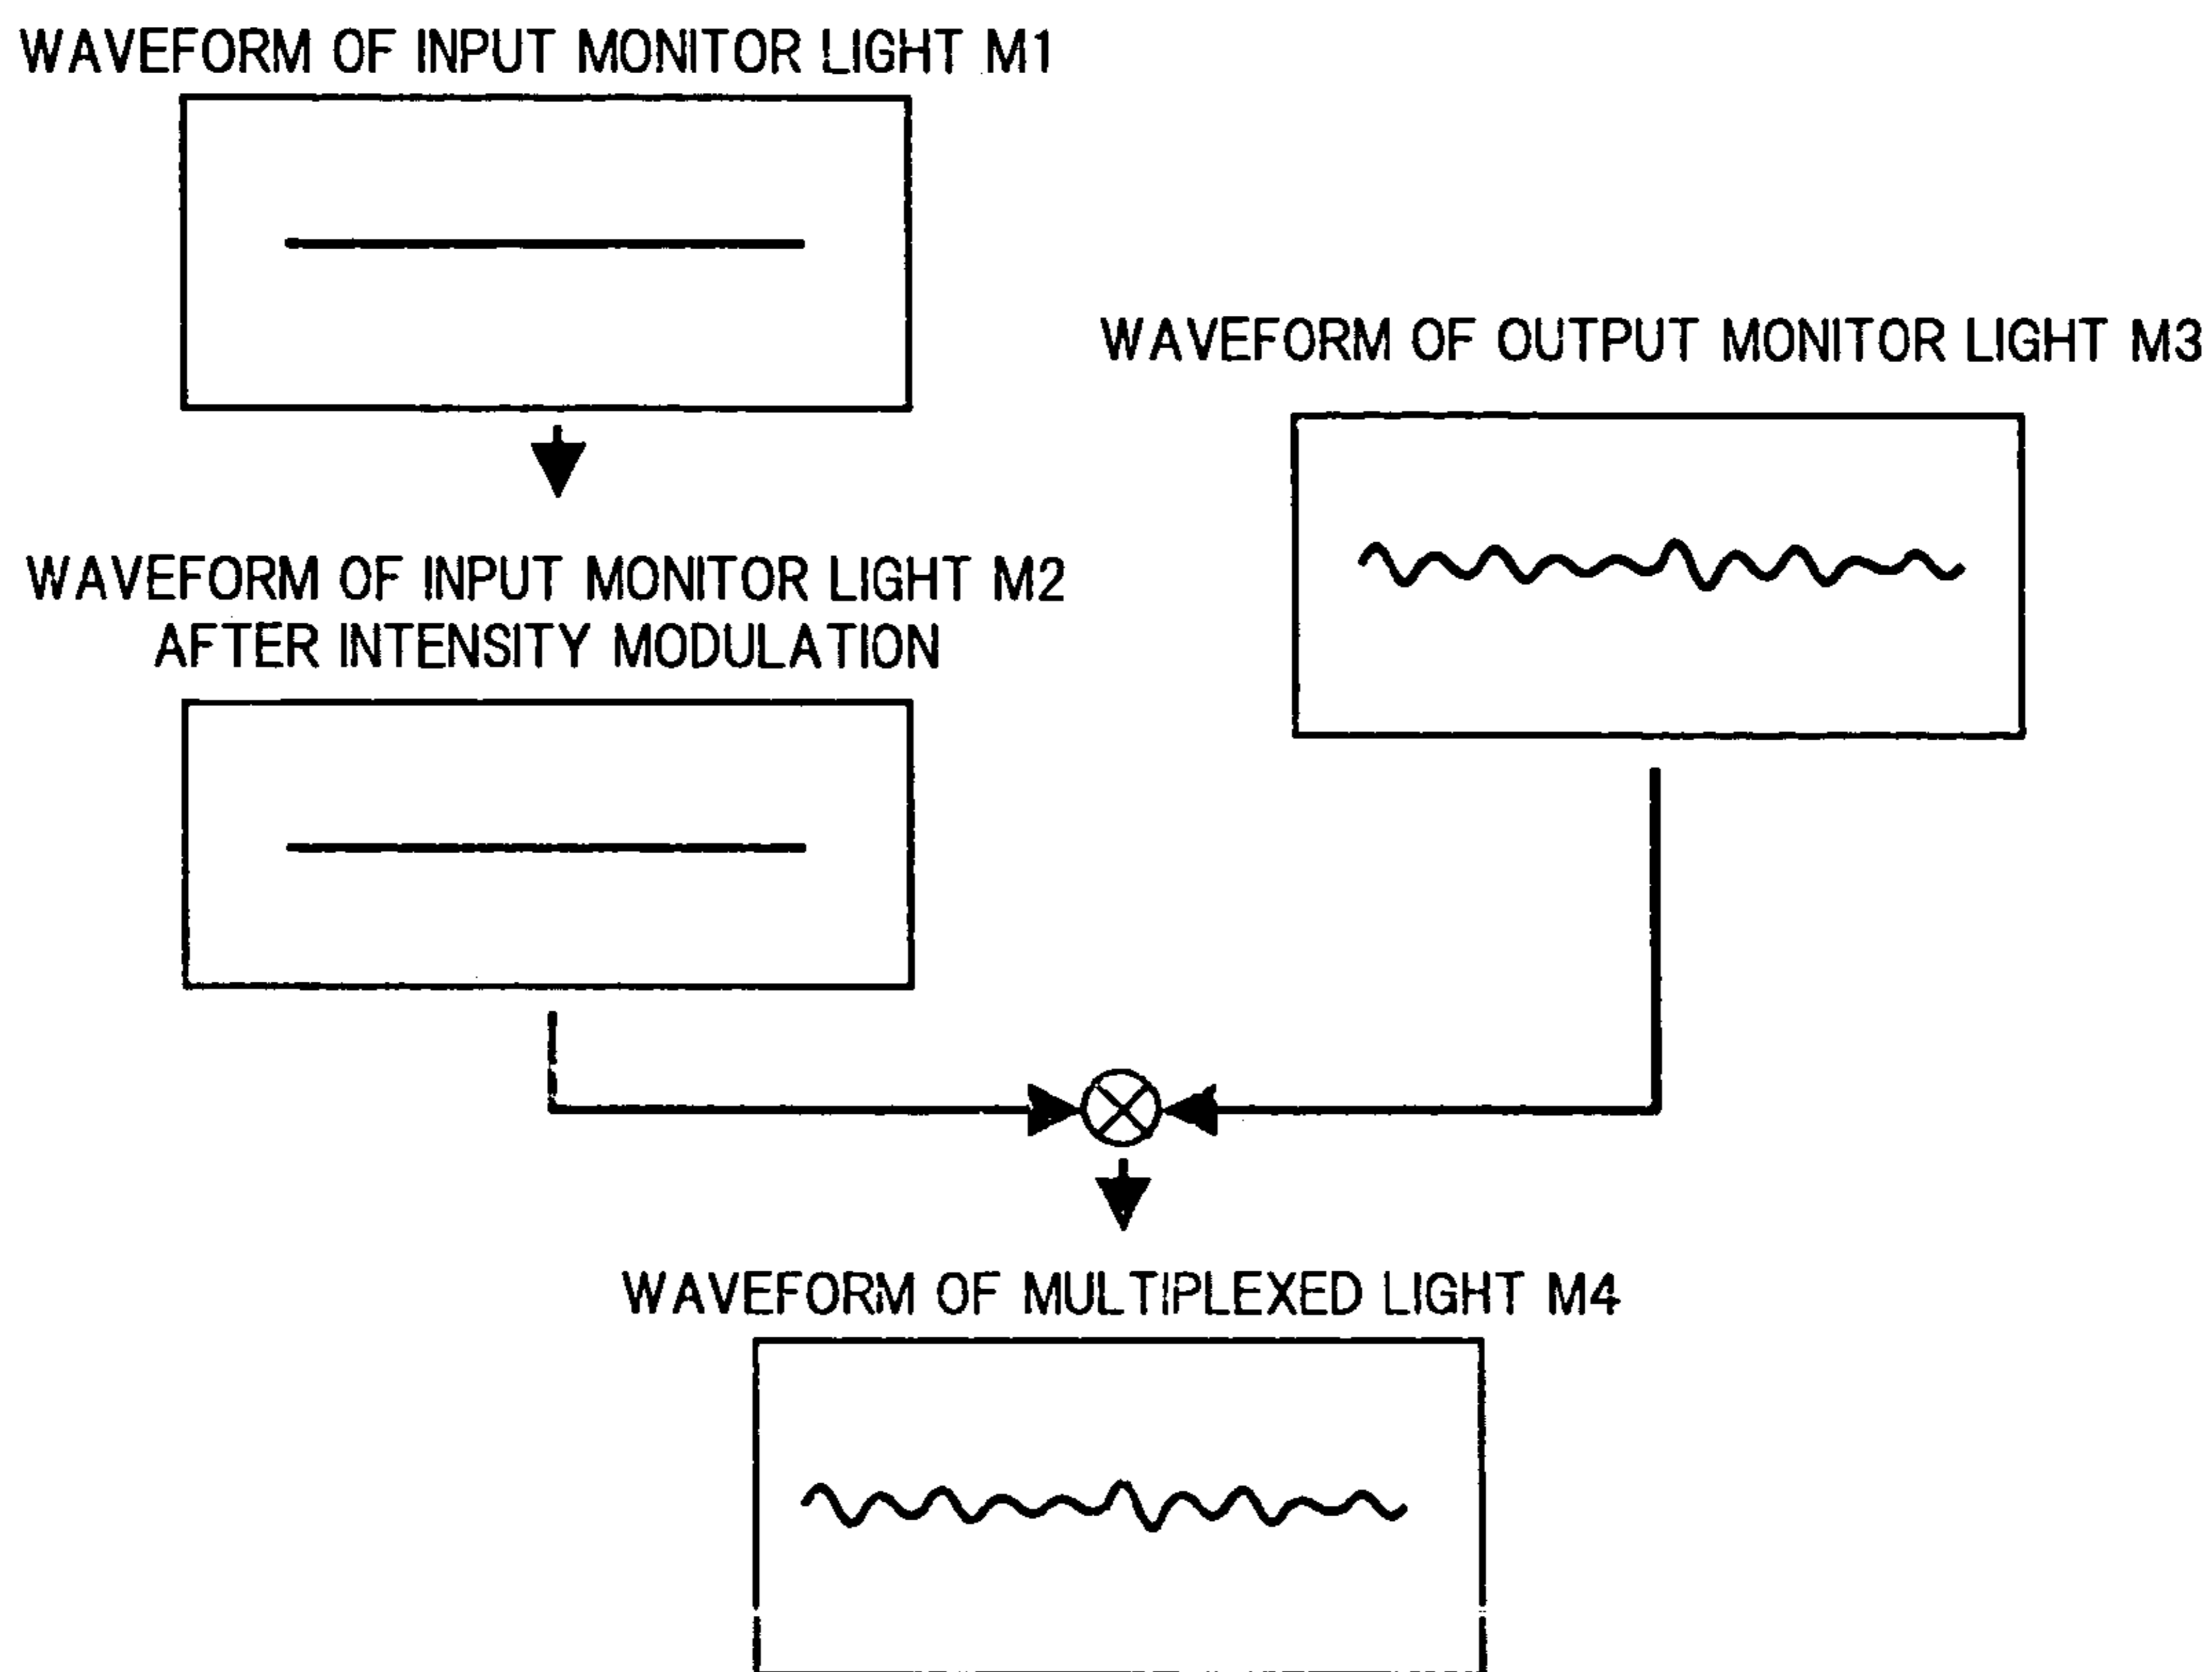 WAVEFORM OF INPUT MONITOR LIGHT M1
WAVEFORM OF OUTPUT MONITOR LIGHT M3
WAVEFORM OF INPUT MONITOR LIGHT M2
AFTER INTENSITY MODULATION
WAVEFORM OF MULTIPLEXED LIGHT M4